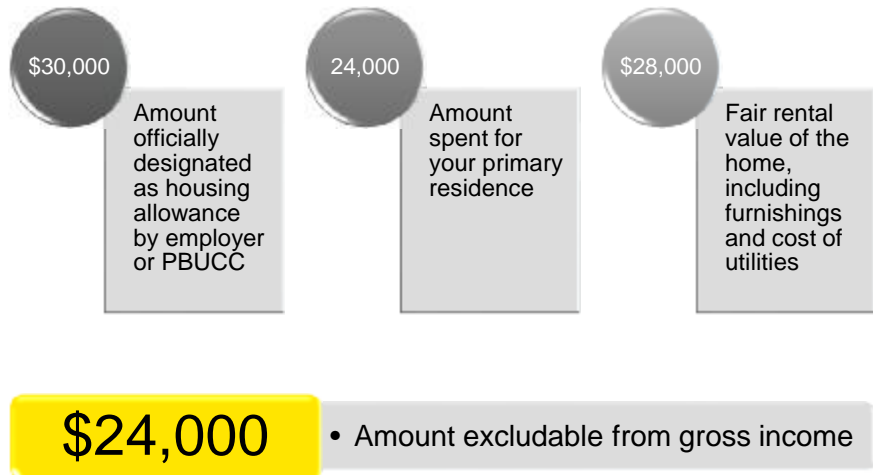 $30,000
Amount
officially
designated
as housing
allowance
by employer
or PBUCC
24,000
Amount
spent for
your primary
residence
$28,000
Fair rental
value of the
home,
including
furnishings
and cost of
utilities
$24,000
• Amount excludable from gross income